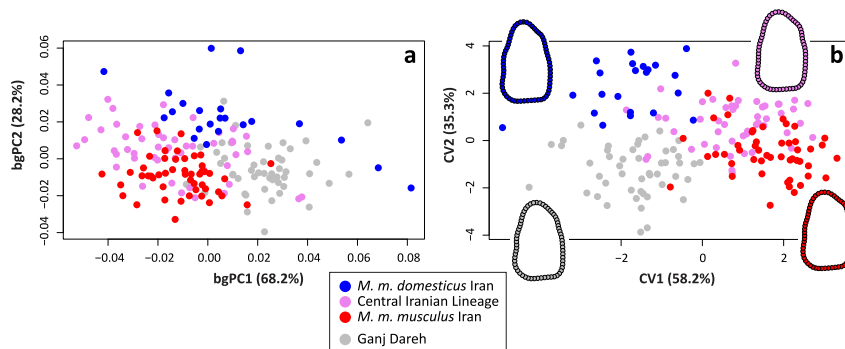 a
b
0.06
0.04
0.02
0.00
−0.02
−0.04
bgPC2 (28.2%)
−0.04
−0.02
0.00
0.02
0.04
0.06
0.08
bgPC1 (68.2%)
4
2
0
−2
−4
CV2 (35.3%)
−2
0
2
CV1 (58.2%)
M. m. domesticus Iran
Central Iranian Lineage
M. m. musculus Iran
Ganj Dareh